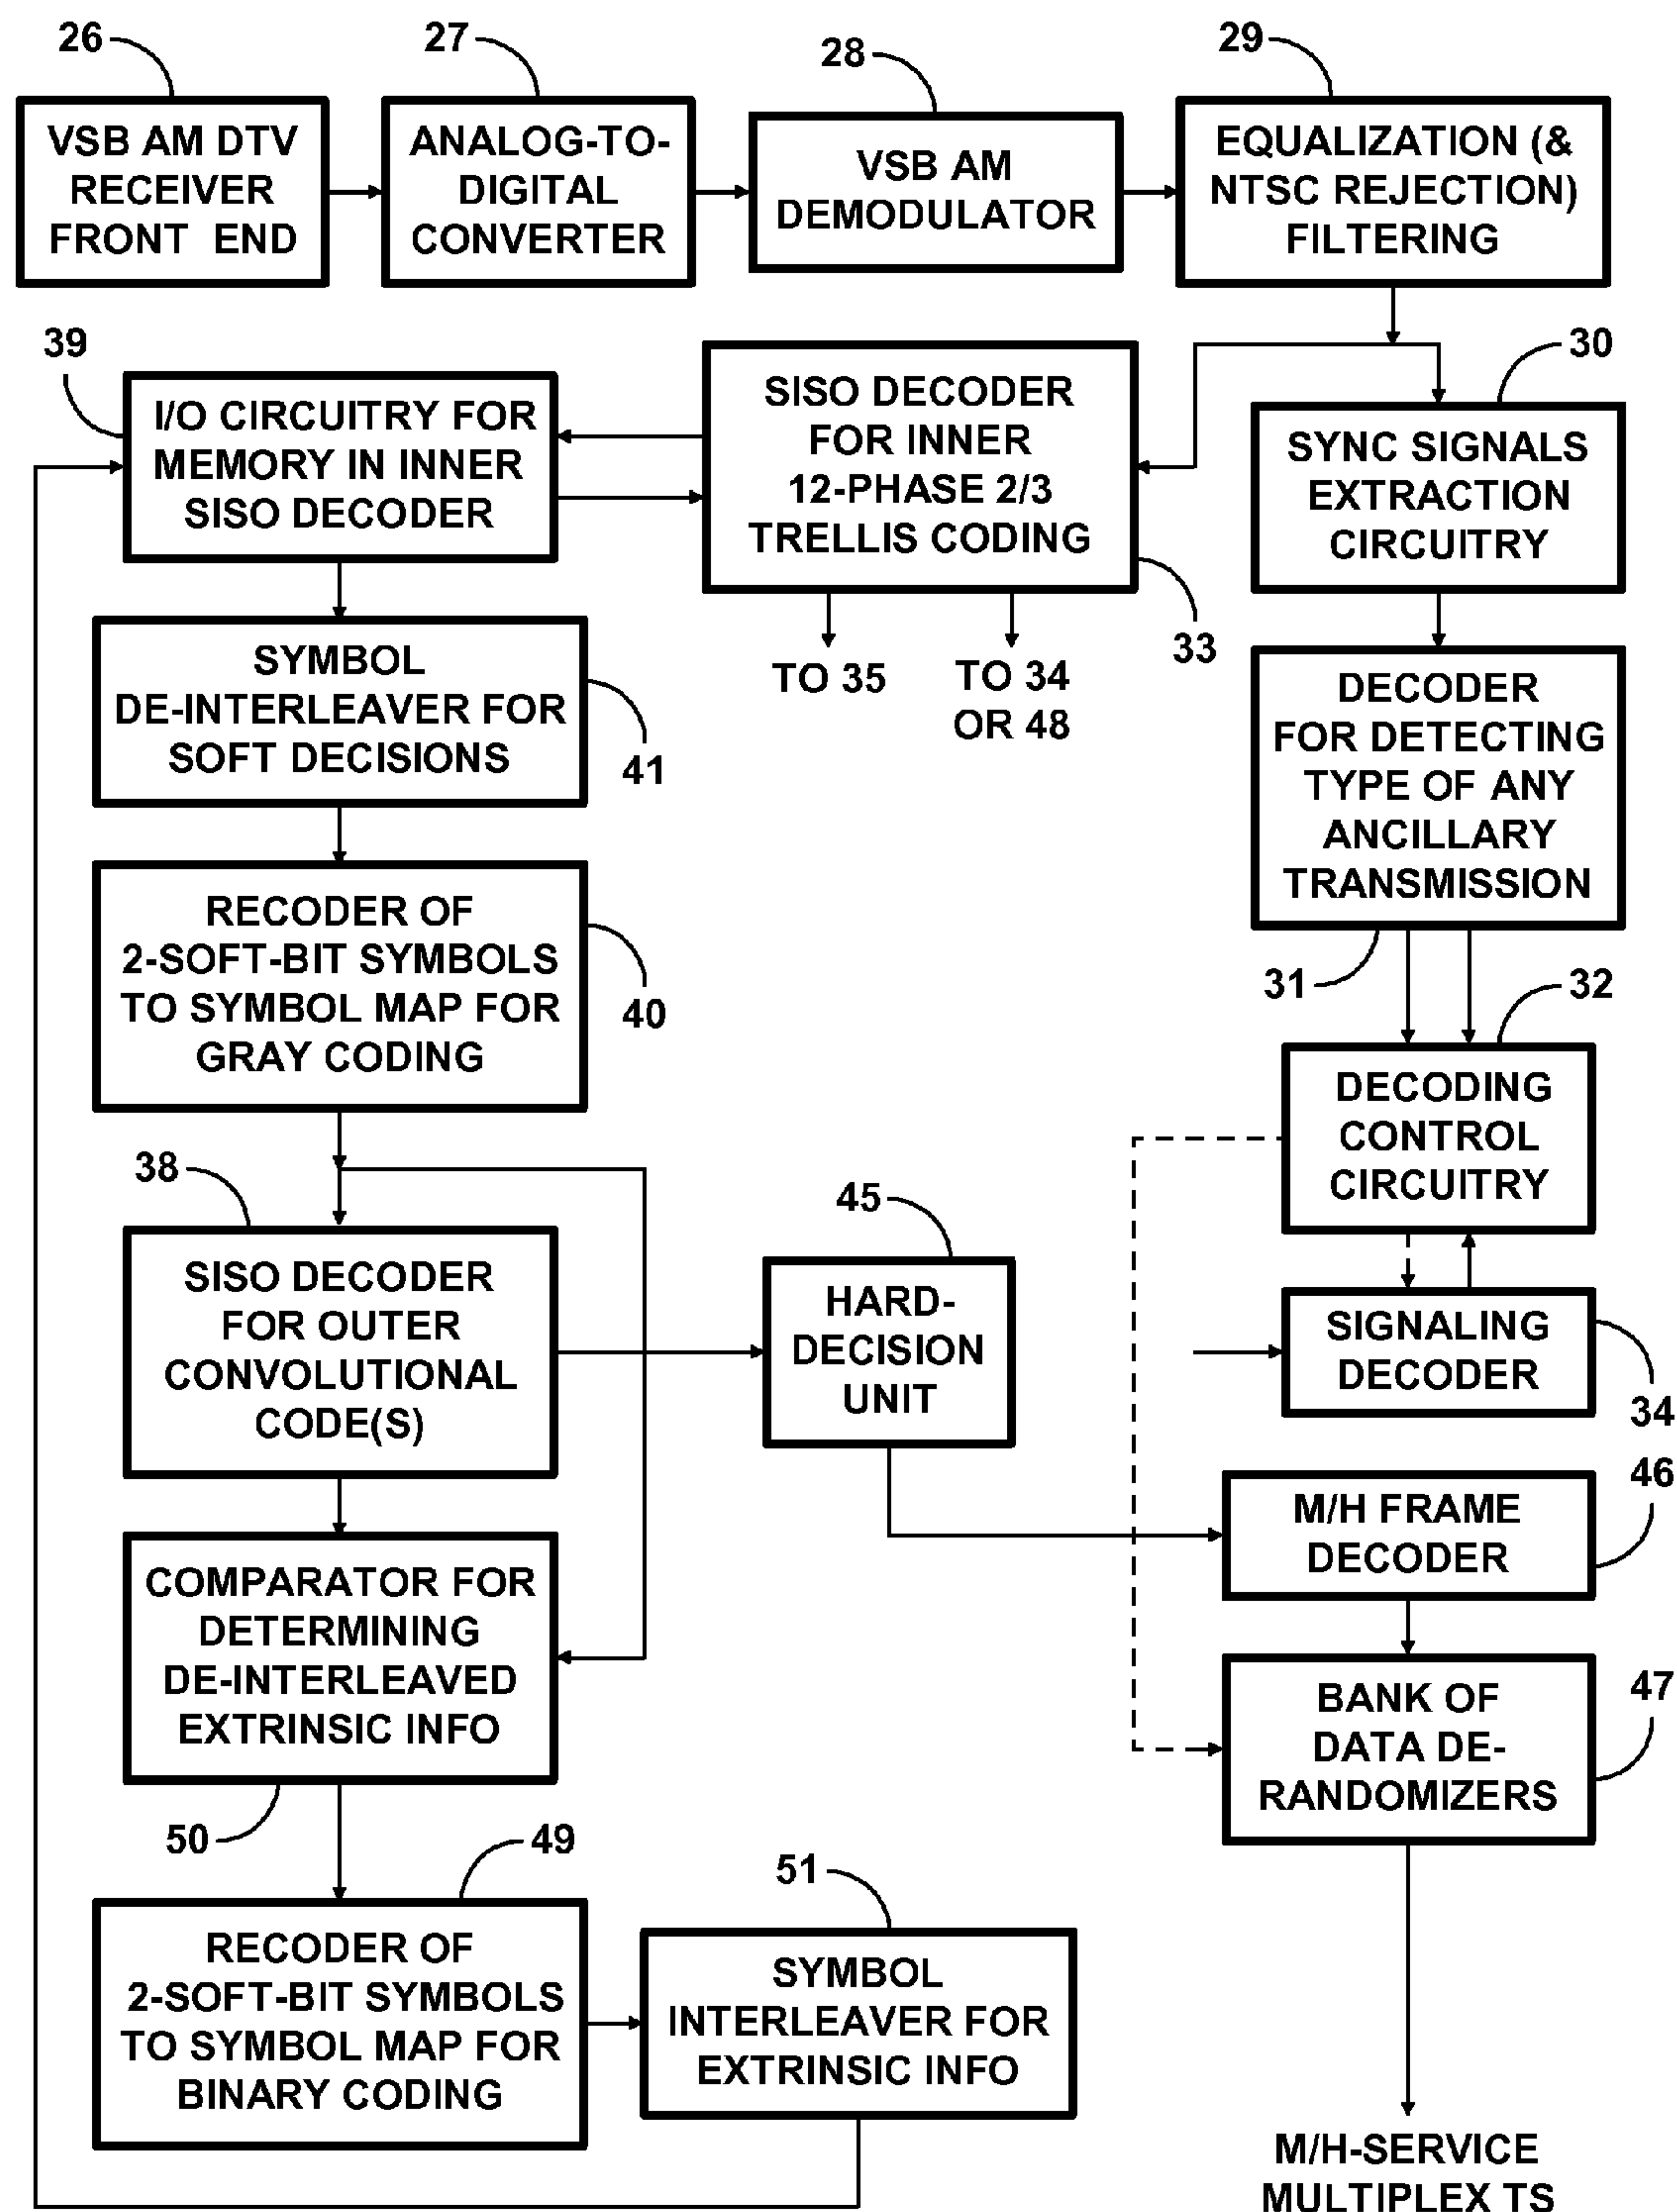 26
27
28
29
VSB AM DTV
RECEIVER
FRONT END
ANALOG-TO-
DIGITAL
CONVERTER
VSB AM
DEMODULATOR
EQUALIZATION (&
NTSC REJECTION)
FILTERING
39
I/O CIRCUITRY FOR
MEMORY IN INNER
SISO DECODER
SISO DECODER
FOR INNER
12-PHASE 2/3
TRELLIS CODING
33
30
SYNC SIGNALS
EXTRACTION
CIRCUITRY
TO 35
TO 34
OR 48
SYMBOL
DE-INTERLEAVER FOR
SOFT DECISIONS
41
DECODER
FOR DETECTING
TYPE OF ANY
ANCILLARY
TRANSMISSION
31
32
RECODER OF
2-SOFT-BIT SYMBOLS
TO SYMBOL MAP FOR
GRAY CODING
40
DECODING
CONTROL
CIRCUITRY
38
SISO DECODER
FOR OUTER
CONVOLUTIONAL
CODE(S)
45
HARD-
DECISION
UNIT
SIGNALING
DECODER
34
46
M/H FRAME
DECODER
COMPARATOR FOR
DETERMINING
DE-INTERLEAVED
EXTRINSIC INFO
50
47
BANK OF
DATA DE-
RANDOMIZERS
49
RECODER OF
2-SOFT-BIT SYMBOLS
TO SYMBOL MAP FOR
BINARY CODING
51
SYMBOL
INTERLEAVER FOR
EXTRINSIC INFO
M/H-SERVICE
MULTIPLEX TS